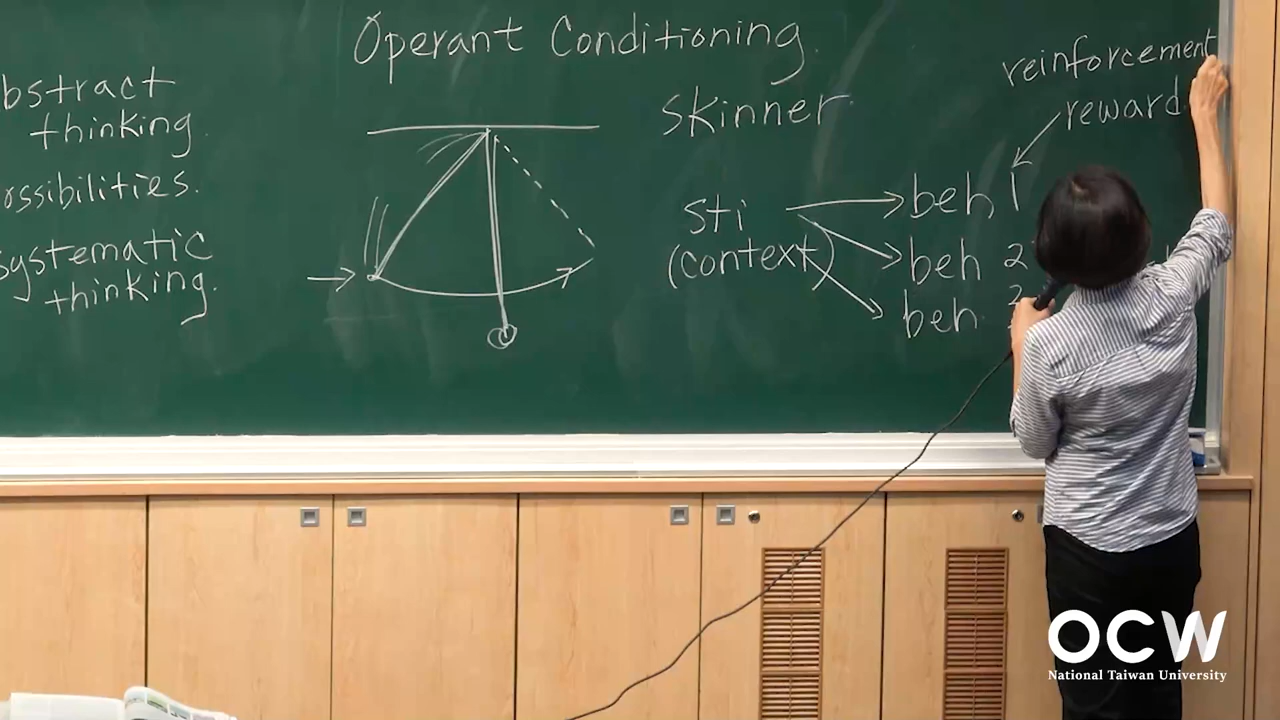 Operant Conditioning.
bstract
thinking.
ossibilities.
systematic
thinking.
Skinner
reinforcement
reward
sti
(context)
beh 1
beh 2
beh.
OCW
National Taiwan University